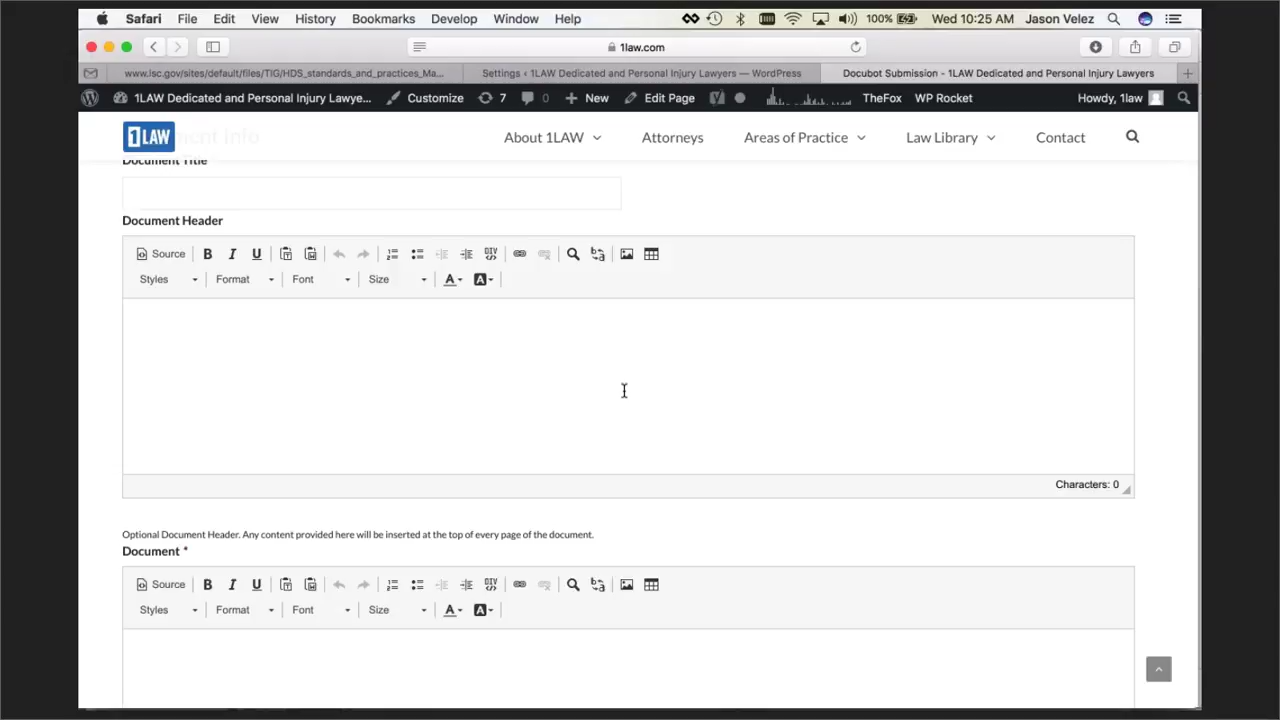 Safari File Edit View History Bookmarks Develop Window Help 100% Wed 10:25 AM Jason Velez
1law.com
www.lsc.gov/sites/default/files/TIG/HDS_standards_and_practices_Ma... Settings ‹ 1LAW Dedicated and Personal Injury Lawyers — WordPress Docubot Submission - 1LAW Dedicated and Personal Injury Lawyers
1LAW Dedicated and Personal Injury Lawye... Customize 7 0 New Edit Page TheFox WP Rocket Howdy, 1law
1LAW ment Info About 1LAW Attorneys Areas of Practice Law Library Contact
Document Title
Document Header
Source B I U
Styles Format Font Size A A
Characters: 0
Optional Document Header. Any content provided here will be inserted at the top of every page of the document.
Document *
Source B I U
Styles Format Font Size A A